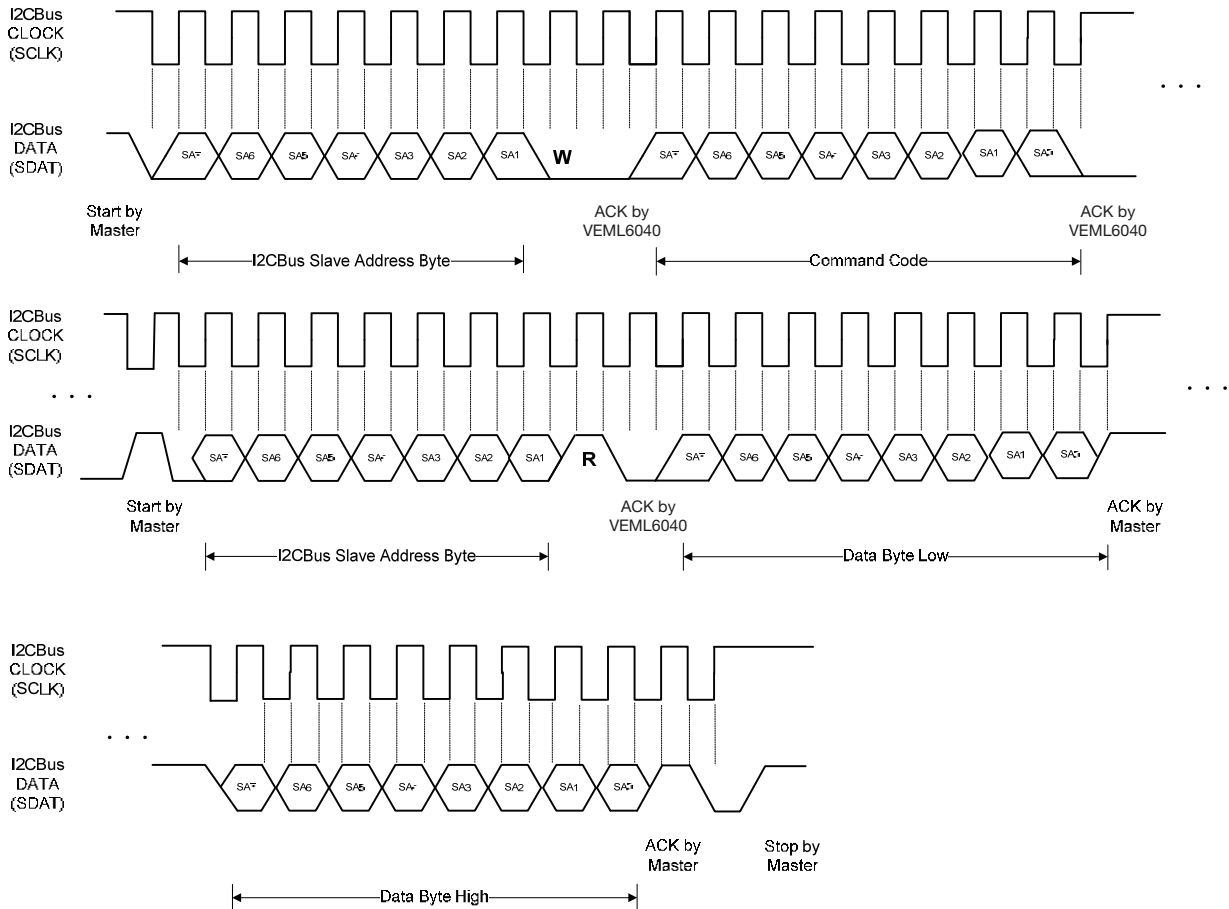 I2CBus
CLOCK
(SCLK)
. . .
I2CBus
DATA
(SDAT)
SA6
SA5
SA3
SA2
SA1
W
SA6
SA5
SA3
SA2
SA1
Start by
Master
ACK by
VEML6040
ACK by
VEML6040
I2CBus Slave Address Byte
Command Code
I2CBus
CLOCK
(SCLK)
. . .
. . .
I2CBus
DATA
(SDAT)
SA6
SA5
SA3
SA2
SA1
R
SA6
SA5
SA3
SA2
SA1
Start by
Master
ACK by
VEML6040
ACK by
Master
I2CBus Slave Address Byte
Data Byte Low
I2CBus
CLOCK
(SCLK)
. . .
I2CBus
DATA
(SDAT)
SA6
SA5
SA3
SA2
SA1
ACK by
Master
Stop by
Master
Data Byte High